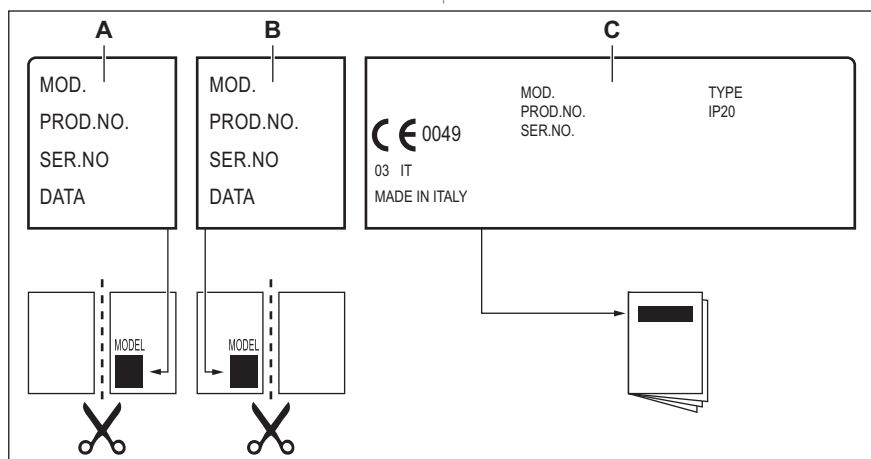 A
B
C
MOD.
PROD.NO.
SER.NO
DATA
MOD.
PROD.NO.
SER.NO
DATA
MOD.
PROD.NO.
SER.NO.
TYPE
IP20
CE 0049
03 IT
MADE IN ITALY
MODEL
MODEL